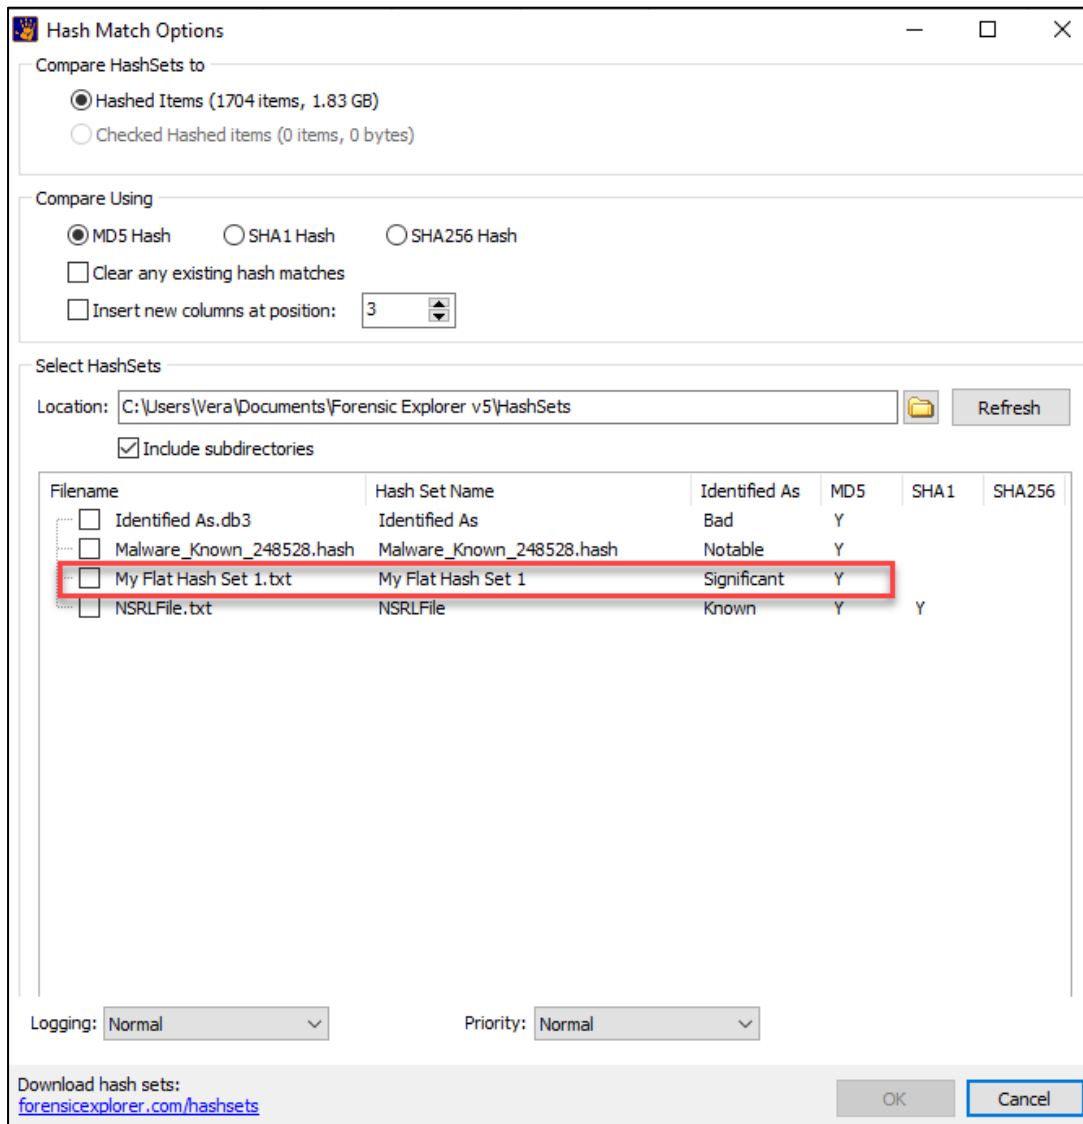 Hash Match Options
Compare HashSets to
Hashed Items (1704 items, 1.83 GB)
Checked Hashed items (0 items, 0 bytes)
Compare Using
MD5 Hash SHA1 Hash SHA256 Hash
Clear any existing hash matches
Insert new columns at position: 3
Select HashSets
Location: C:\Users\Vera\Documents\Forensic Explorer v5\HashSets Refresh
Include subdirectories
Filename Hash Set Name Identified As MD5 SHA1 SHA256
Identified As.db3 Identified As Bad Y
Malware_Known_248528.hash Malware_Known_248528.hash Notable Y
My Flat Hash Set 1.txt My Flat Hash Set 1 Significant Y
NSRLFile.txt NSRLFile Known Y Y
Logging: Normal Priority: Normal
Download hash sets:
forensicexplorer.com/hashsets OK Cancel